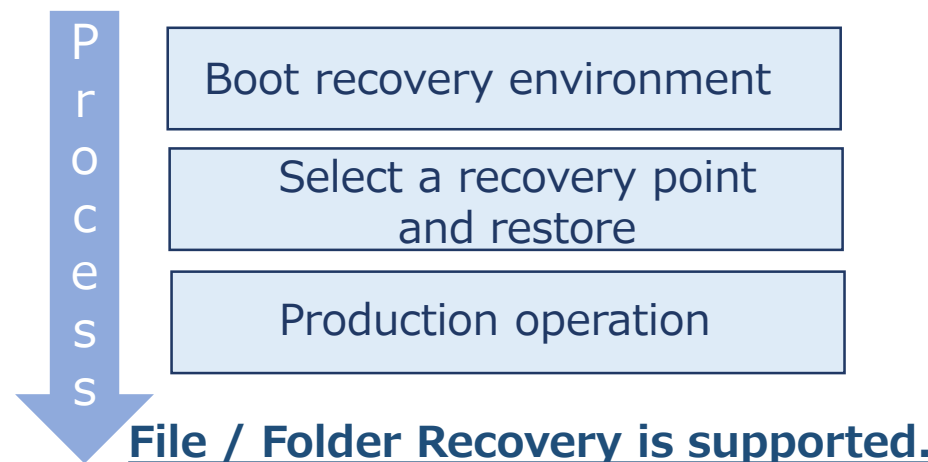 Process
Boot recovery environment
Select a recovery point
and restore
Production operation
File / Folder Recovery is supported.